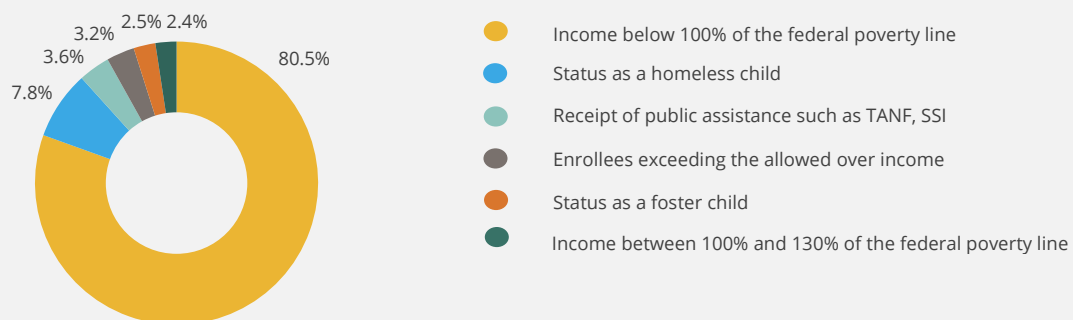 2.5% 2.4%
3.2%
3.6%
7.8%
80.5%
Income below 100% of the federal poverty line
Status as a homeless child
Receipt of public assistance such as TANF, SSI
Enrollees exceeding the allowed over income
Status as a foster child
Income between 100% and 130% of the federal poverty line